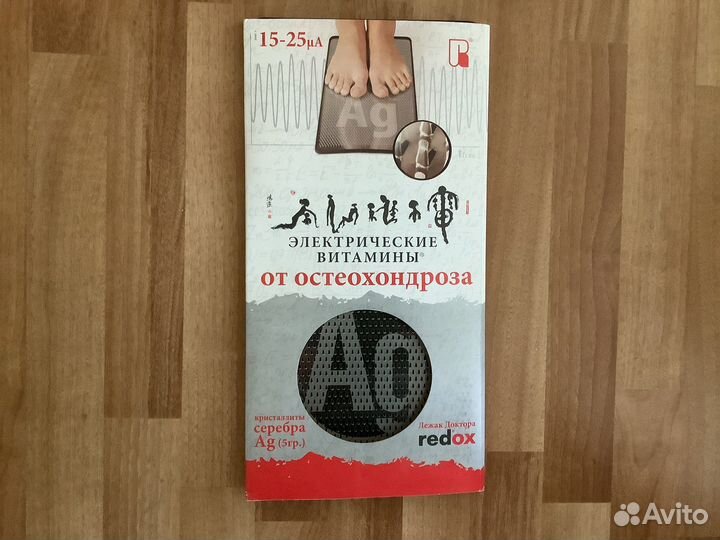 15-25µA
Ag
ЭЛЕКТРИЧЕСКИЕ
ВИТАМИНЫ®
от остеохондроза
Ag
кристаллиты
серебра
Ag (5гр.)
Лежак Доктора
redox
Avito